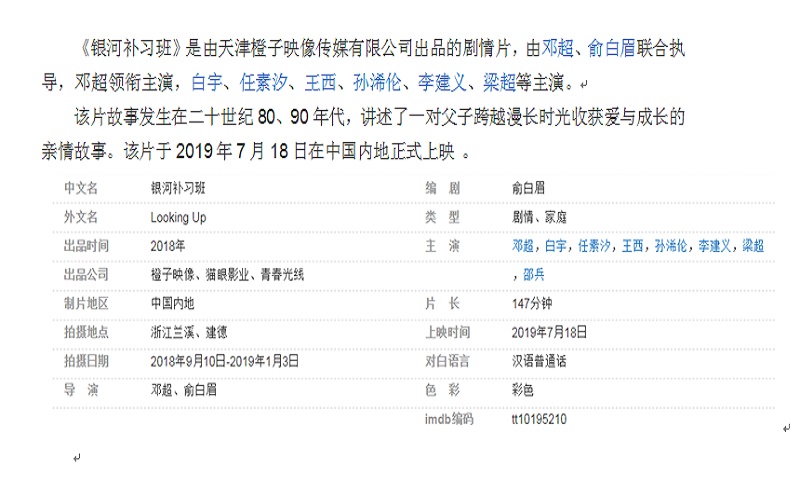 《银河补习班》是由天津橙子映像传媒有限公司出品的剧情片，由邓超、俞白眉联合执
导，邓超领衔主演，白宇、任素汐、王西、孙浠伦、李建义、梁超等主演。
该片故事发生在二十世纪 80、90 年代，讲述了一对父子跨越漫长时光收获爱与成长的
亲情故事。该片于 2019 年 7 月 18 日在中国内地正式上映 。
中文名 银河补习班 编 剧 俞白眉
外文名 Looking Up 类 型 剧情、家庭
出品时间 2018年 主 演 邓超，白宇，任素汐，王西，孙浠伦，李建义，梁超
出品公司 橙子映像、猫眼影业、青春光线 ，邵兵
制片地区 中国内地 片 长 147分钟
拍摄地点 浙江兰溪、建德 上映时间 2019年7月18日
拍摄日期 2018年9月10日-2019年1月3日 对白语言 汉语普通话
导 演 邓超、俞白眉 色 彩 彩色
imdb编码 tt10195210